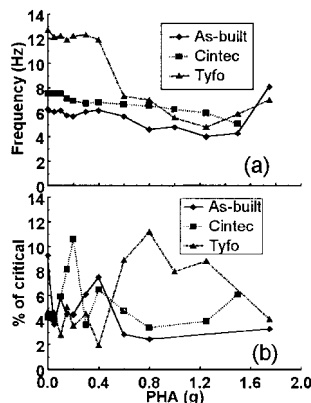 14
12
10
8
6
4
2
0
Frequency (Hz)
As-built
Cintec
Tyfo
(a)
12
10
8
6
4
2
0
% of critical
As-built
Cintec
Tyfo
(b)
0.0 0.4 0.8 1.2 1.6 2.0
PHA (g)